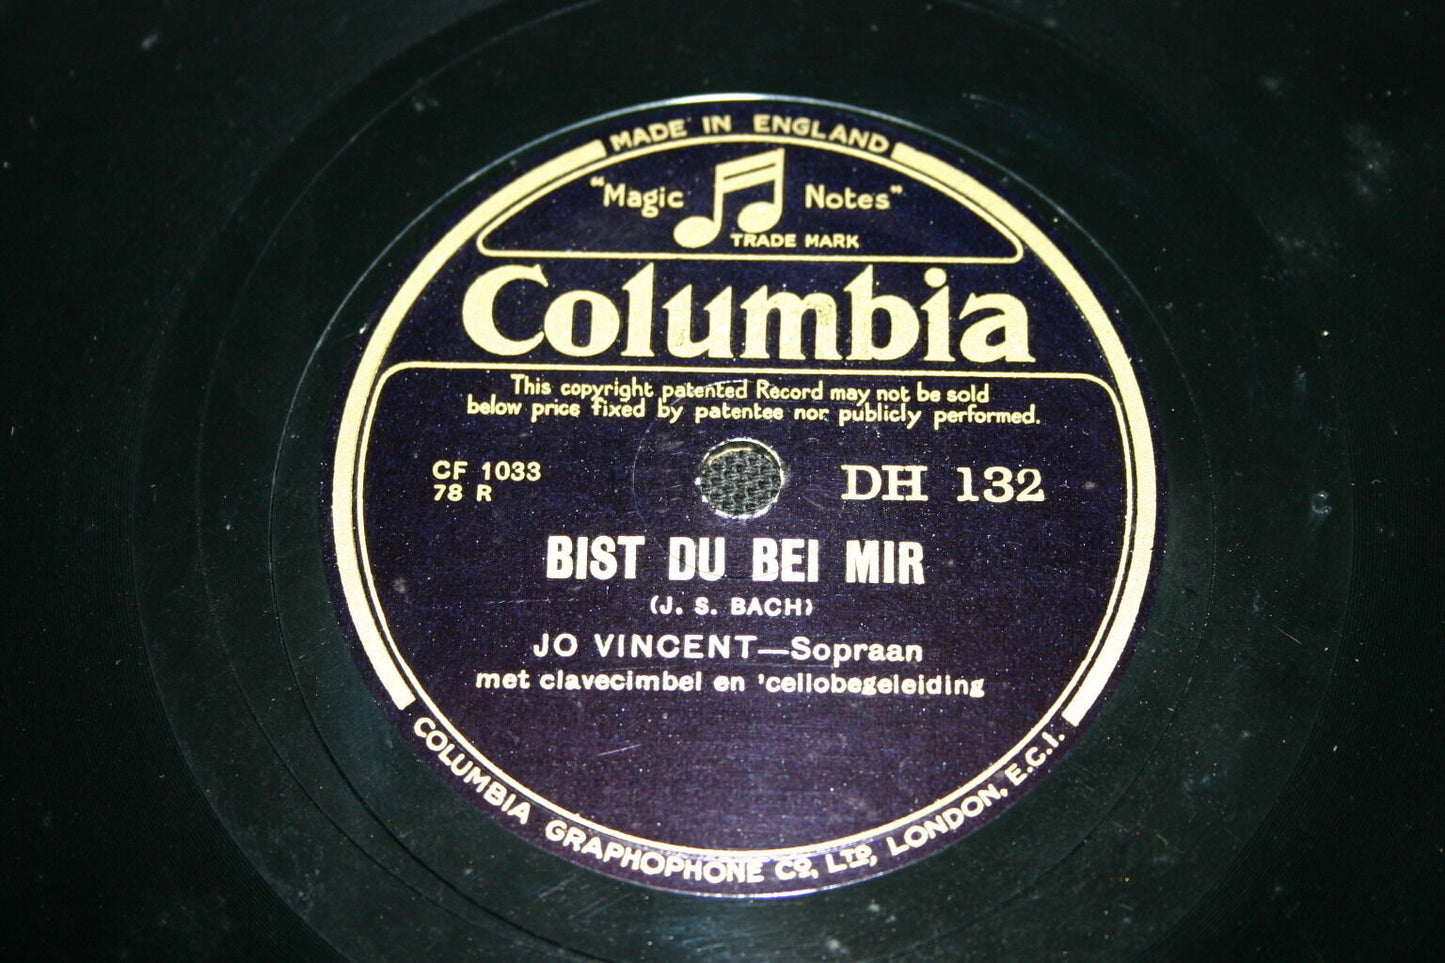 MADE IN ENGLAND
"Magic Notes"
TRADE MARK
Columbia
This copyright patented Record may not be sold
below price fixed by patentee nor publicly performed.
CF 1033
78 R
DH 132
BIST DU BEI MIR
(J. S. BACH)
JO VINCENT—Sopraan
met clavecimbel en 'cellobegeleiding
COLUMBIA GRAPHOPHONE CO, LTD, LONDON, E.C.I.